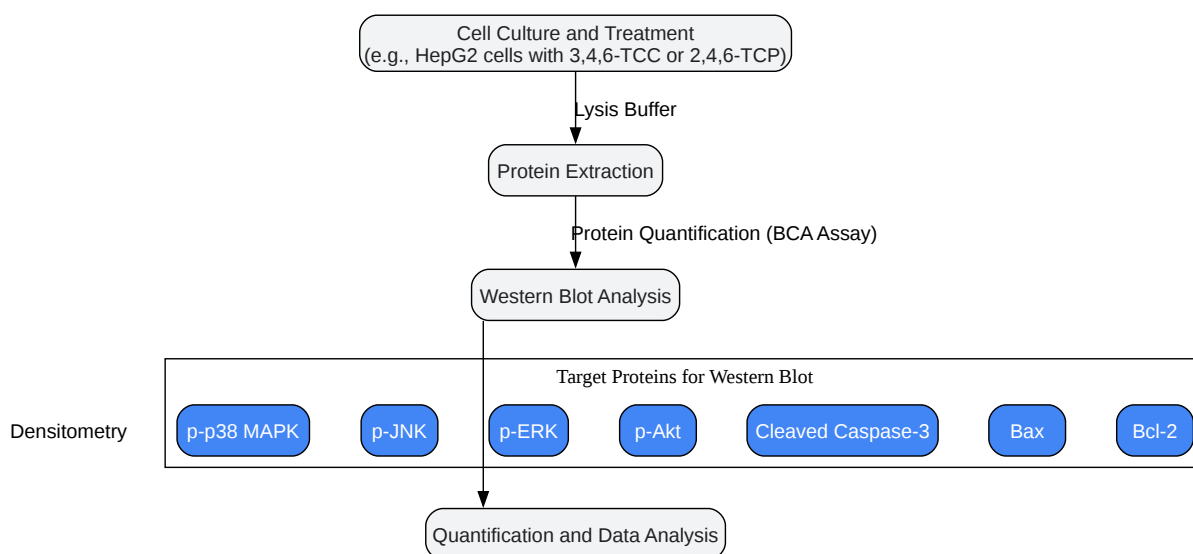 Cell Culture and Treatment
(e.g., HepG2 cells with 3,4,6-TCC or 2,4,6-TCP)
Lysis Buffer
Protein Extraction
Protein Quantification (BCA Assay)
Western Blot Analysis
Target Proteins for Western Blot
Densitometry
p-p38 MAPK
p-JNK
p-ERK
p-Akt
Cleaved Caspase-3
Bax
Bcl-2
Quantification and Data Analysis